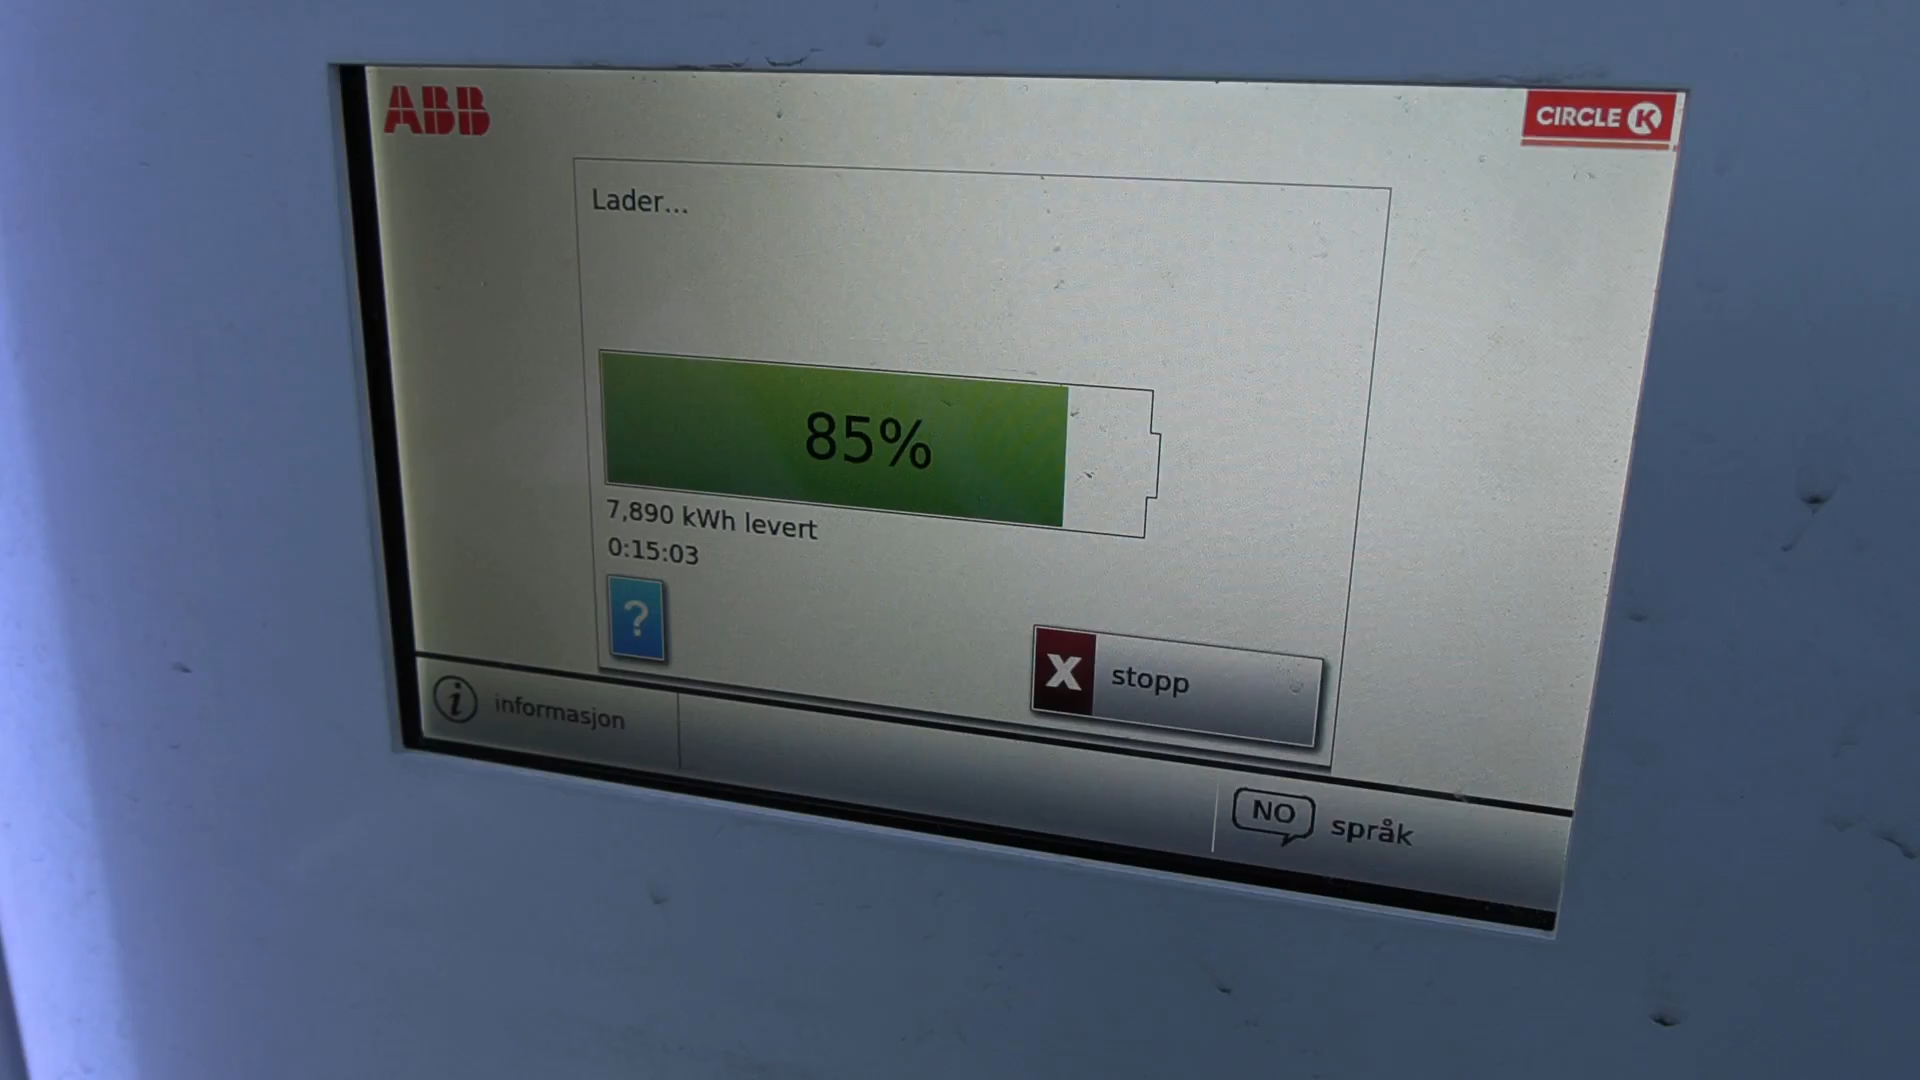 ABB
CIRCLE K
Lader...
85%
7,890 kWh levert
0:15:03
?
X stopp
i informasjon
NO språk